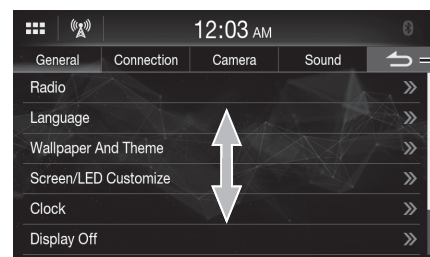 12:03 AM
General Connection Camera Sound
Radio
Language
Wallpaper And Theme
Screen/LED Customize
Clock
Display Off